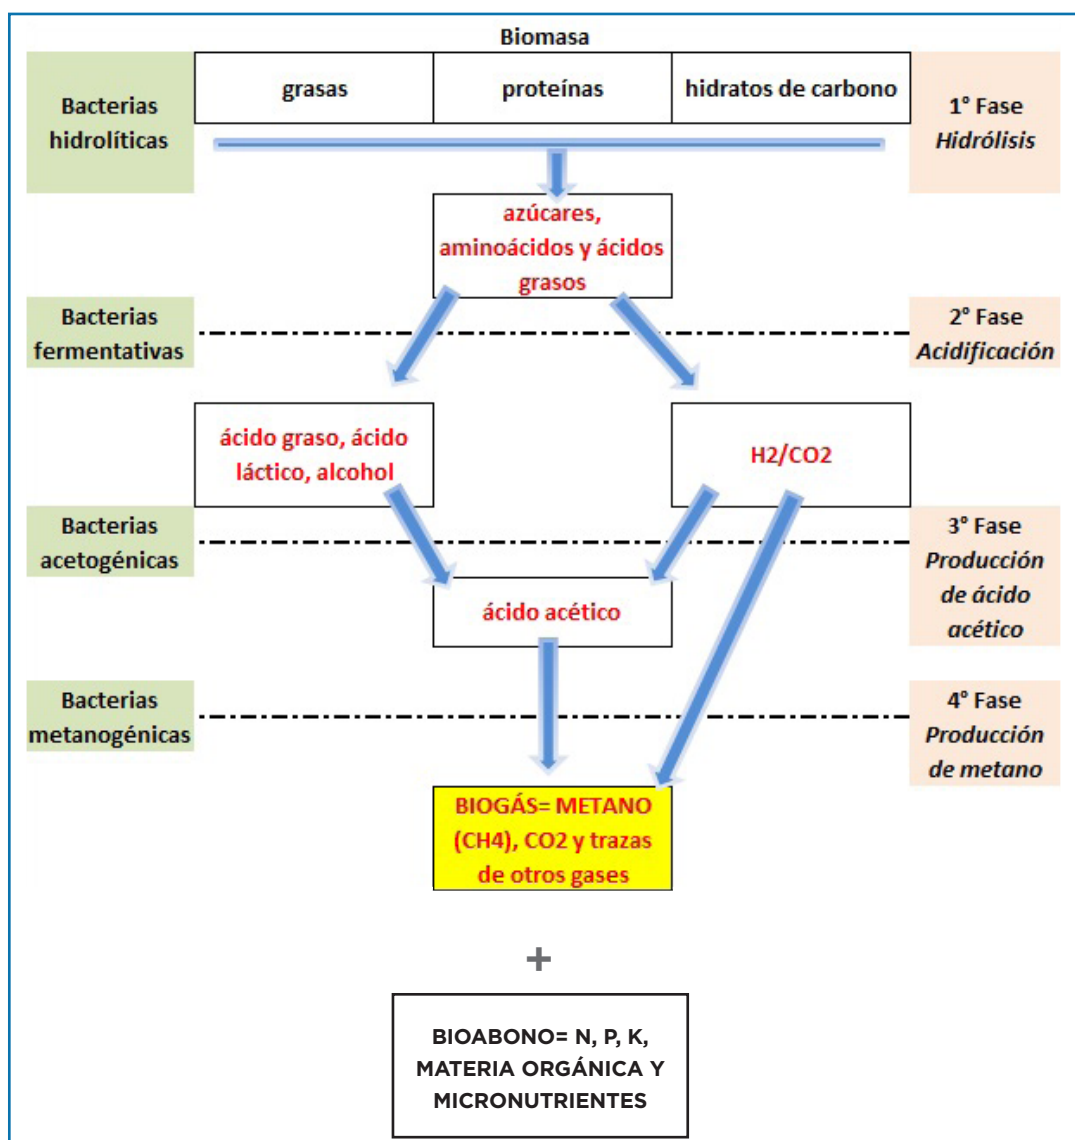 Biomasa
Bacterias
hidrolíticas
grasas
proteínas
hidratos de carbono
1° Fase
Hidrólisis
azúcares,
aminoácidos y ácidos
grasos
Bacterias
fermentativas
2° Fase
Acidificación
ácido graso, ácido
láctico, alcohol
H2/CO2
Bacterias
acetogénicas
3° Fase
Producción
de ácido
acético
ácido acético
Bacterias
metanogénicas
4° Fase
Producción
de metano
BIOGÁS= METANO
(CH4), CO2 y trazas
de otros gases
+
BIOABONO= N, P, K,
MATERIA ORGÁNICA Y
MICRONUTRIENTES